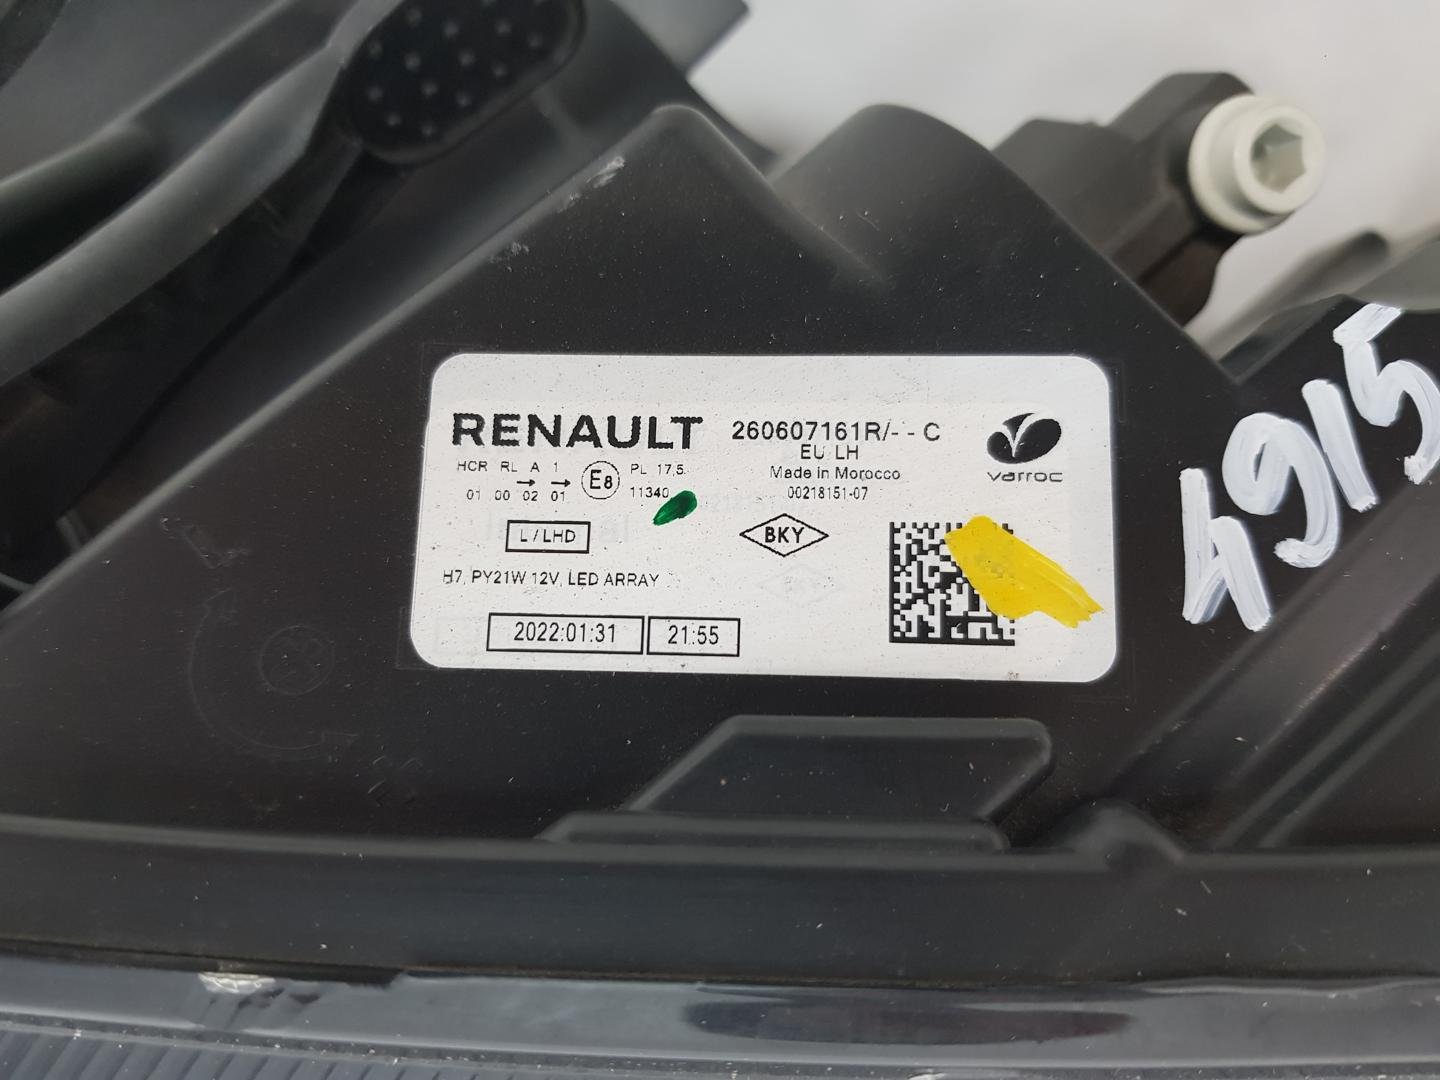 RENAULT 260607161R/- - C
EU LH
Made in Morocco
00218151-07
varroc
HCR RL A 1
→ →
01 00 02 01
E8
PL 17,5
11340
L / LHD
BKY
H7, PY21W 12V, LED ARRAY
2022:01:31 21:55
4915